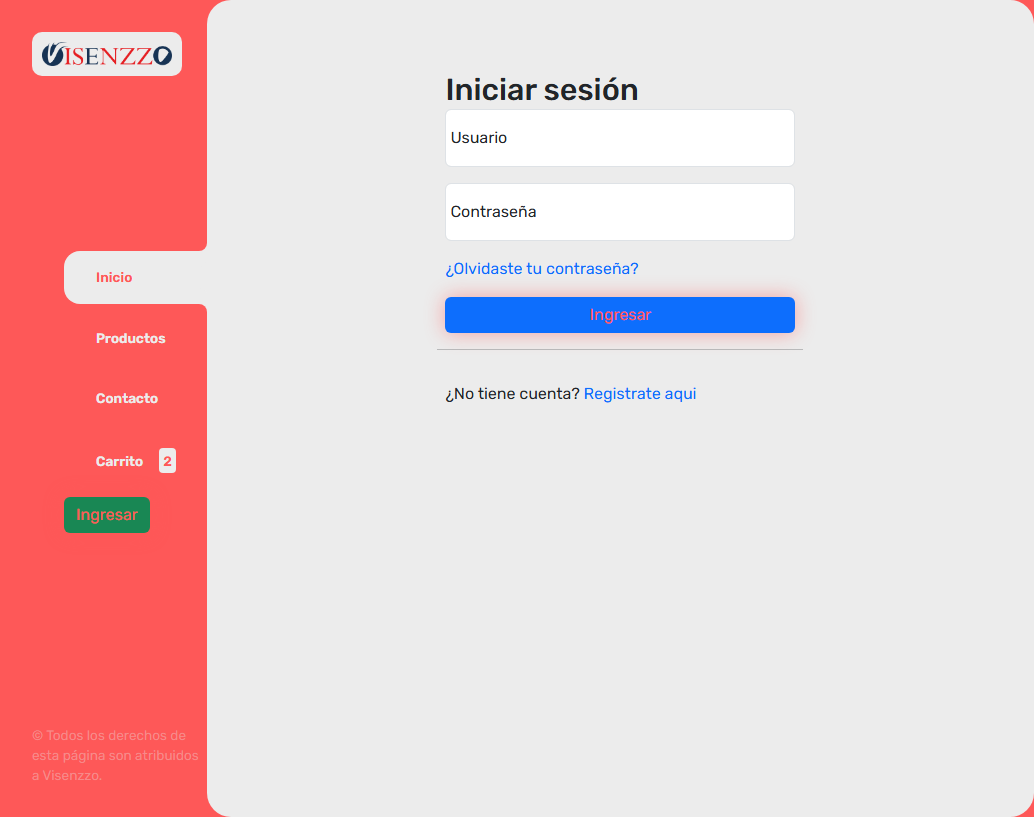 VISENZZO
Inicio
Productos
Contacto
Carrito 2
Ingresar
© Todos los derechos de
esta página son atribuidos
a Visenzzo.
Iniciar sesión
Usuario
Contraseña
¿Olvidaste tu contraseña?
Ingresar
¿No tiene cuenta? Registrate aqui